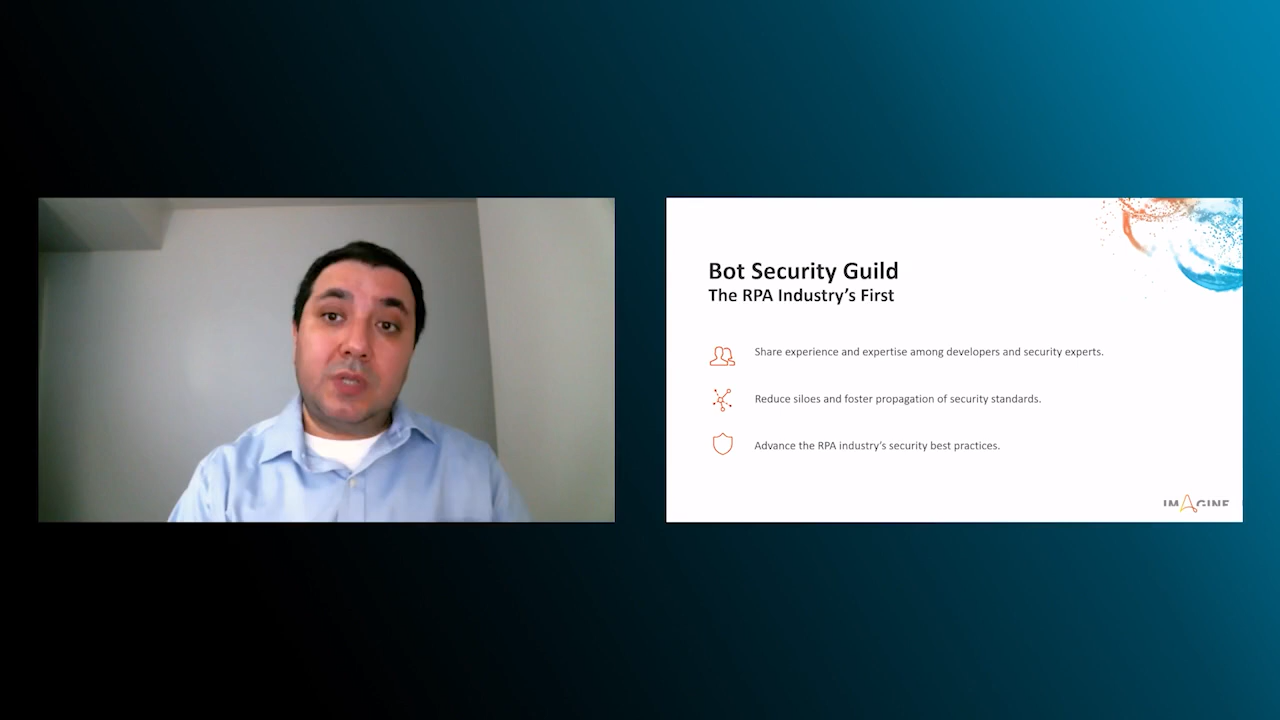 Bot Security Guild
The RPA Industry's First
Share experience and expertise among developers and security experts.
Reduce siloes and foster propagation of security standards.
Advance the RPA industry's security best practices.
IMAGINE